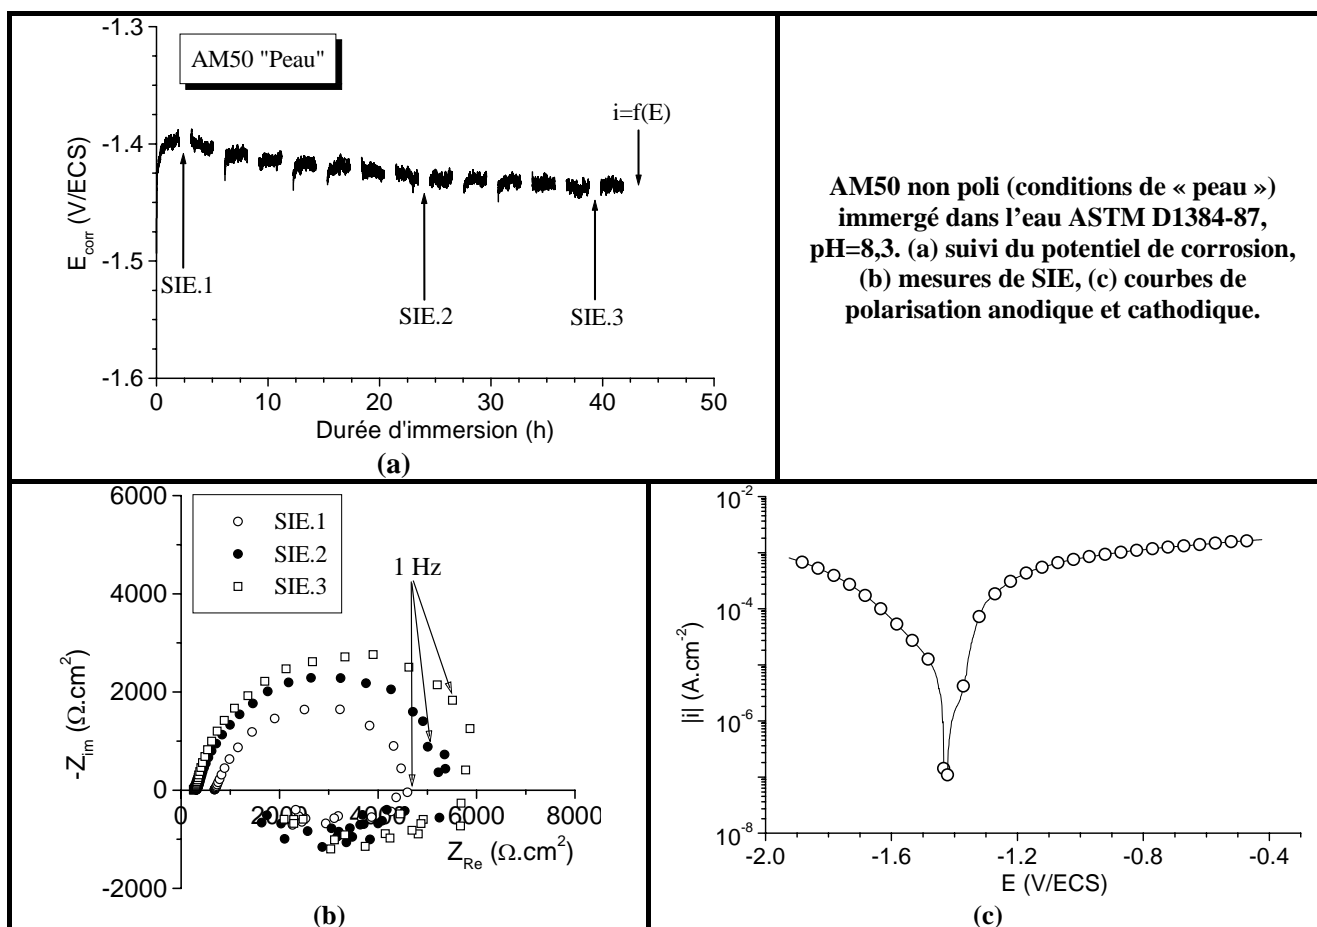 -1.3
AM50 "Peau"
i=f(E)
-1.4
-1.5
SIE.1
SIE.2
SIE.3
-1.6
0 10 20 30 40 50
E_corr (V/ECS)
Durée d'immersion (h)
(a)
AM50 non poli (conditions de « peau »)
immergé dans l'eau ASTM D1384-87,
pH=8,3. (a) suivi du potentiel de corrosion,
(b) mesures de SIE, (c) courbes de
polarisation anodique et cathodique.
6000
SIE.1
SIE.2
SIE.3
1 Hz
4000
2000
0
-2000
0 2000 4000 6000 8000
-Z_im (Ω.cm²)
Z_Re (Ω.cm²)
(b)
10⁻²
10⁻⁴
10⁻⁶
10⁻⁸
|i| (A.cm⁻²)
-2.0 -1.6 -1.2 -0.8 -0.4
E (V/ECS)
(c)